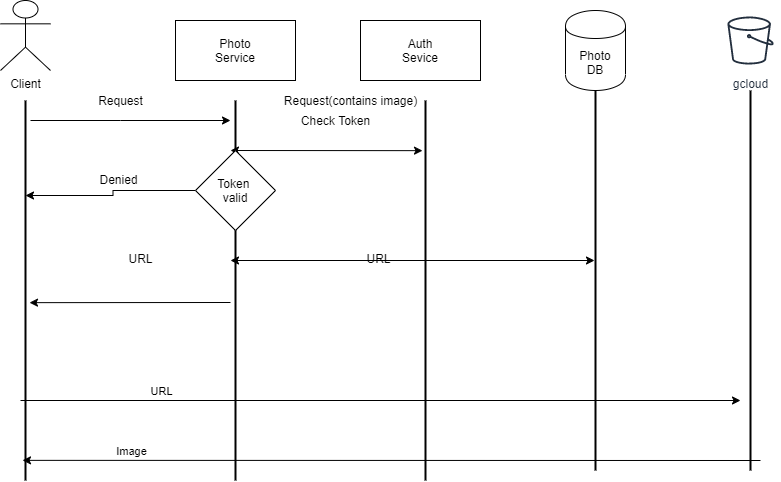 Photo
Service
Auth
Sevice
Photo
DB
Client
gcloud
Request
Request(contains image)
Check Token
Denied
Token
valid
URL
URL
URL
Image